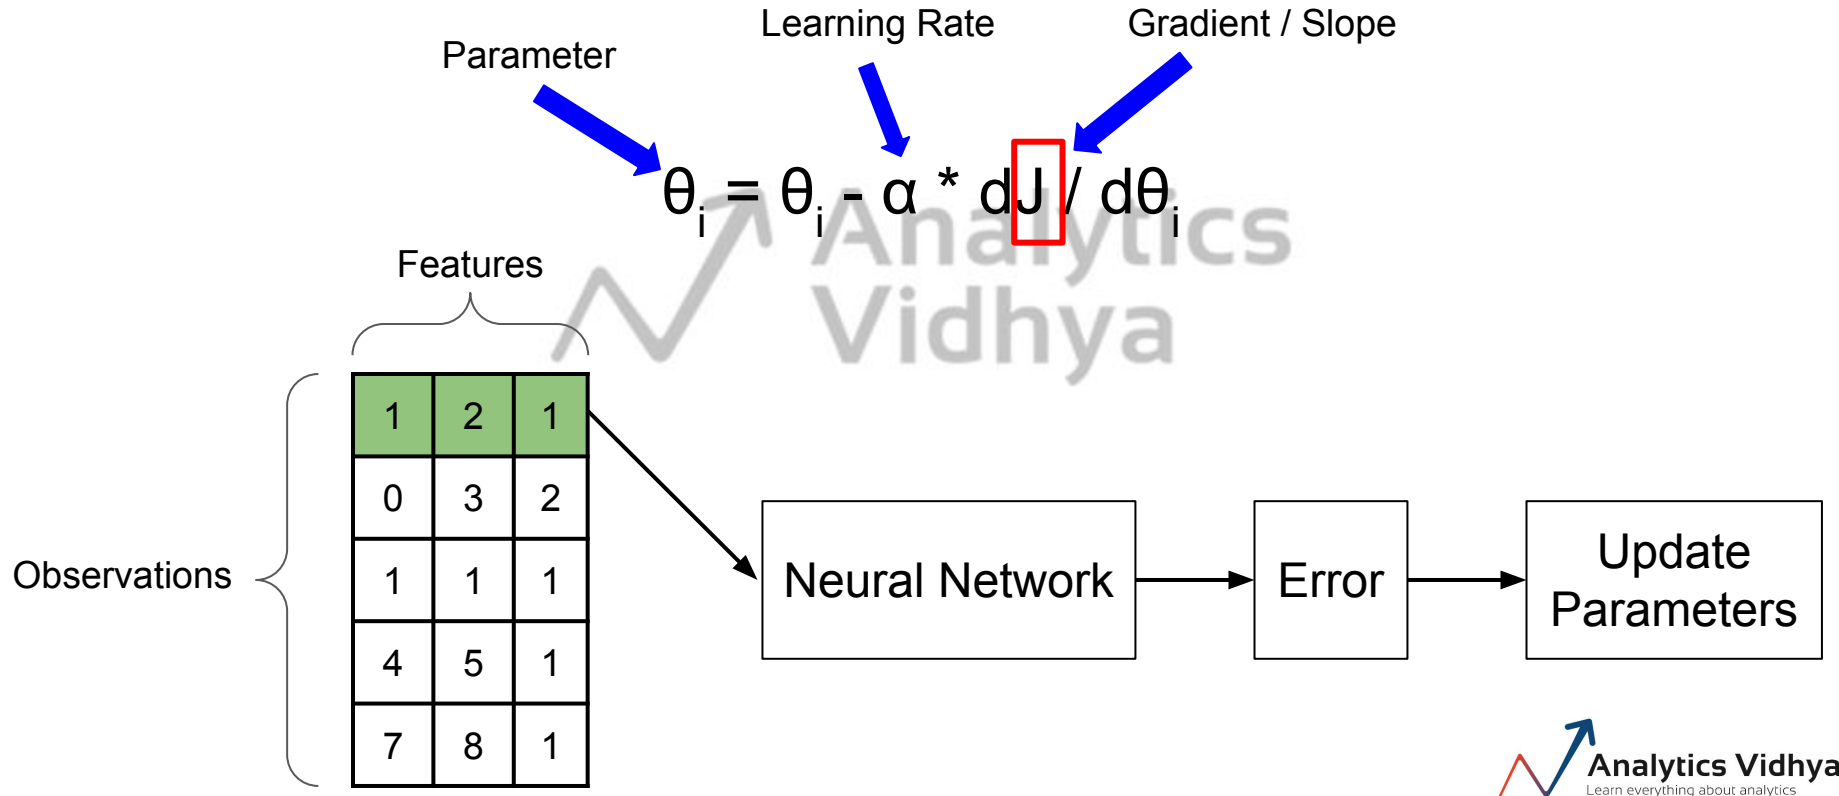 Learning Rate
Gradient / Slope
Parameter
θi = θi - α * dJ / dθi
Analytics
Vidhya
Features
1 2 1
0 3 2
1 1 1
4 5 1
7 8 1
Observations
Neural Network
Error
Update
Parameters
Analytics Vidhya
Learn everything about analytics